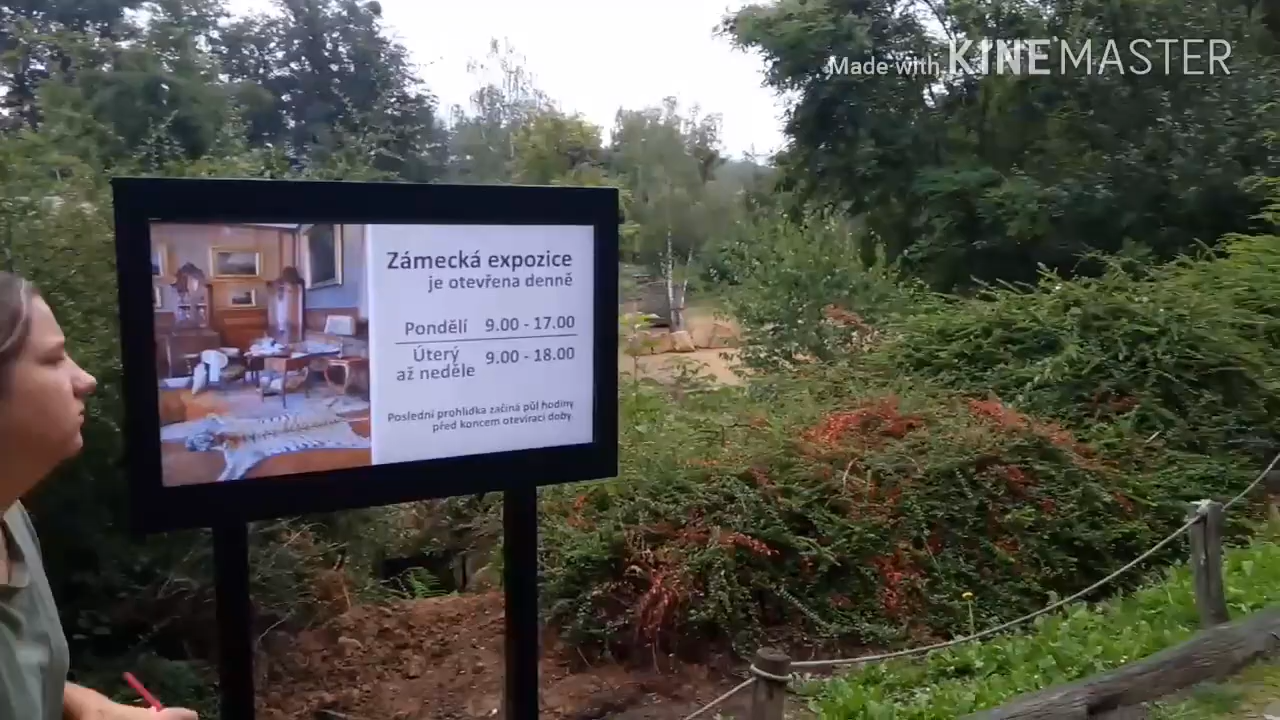 Made with KINEMASTER
Zámecká expozice
je otevřena denně
Pondělí 9.00 - 17.00
Úterý
až neděle 9.00 - 18.00
Poslední prohlídka začíná půl hodiny
před koncem otevírací doby.